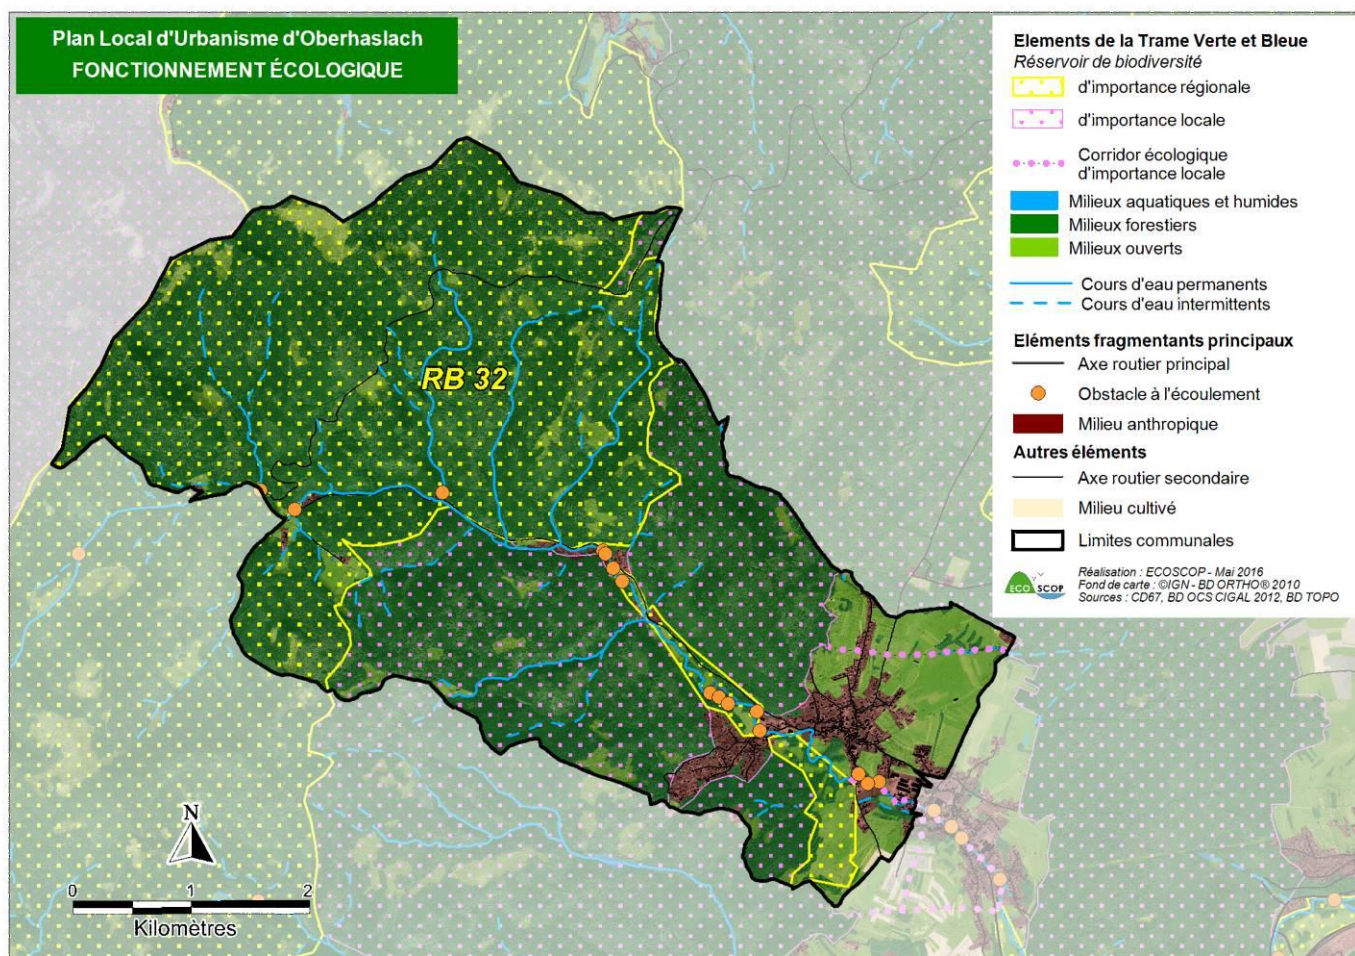 Plan Local d'Urbanisme d'Oberhaslach
FONCTIONNEMENT ÉCOLOGIQUE
Elements de la Trame Verte et Bleue
Réservoir de biodiversité
d'importance régionale
d'importance locale
Corridor écologique
d'importance locale
Milieux aquatiques et humides
Milieux forestiers
Milieux ouverts
Cours d'eau permanents
Cours d'eau intermittents
Eléments fragmentants principaux
Axe routier principal
Obstacle à l'écoulement
Milieu anthropique
Autres éléments
Axe routier secondaire
Milieu cultivé
Limites communales
ECO SCOP
Réalisation : ECOSCOP - Mai 2016
Fond de carte : ©IGN - BD ORTHO® 2010
Sources : CD67, BD OCS CIGAL 2012, BD TOPO
RB 32
N
0 1 2
Kilomètres